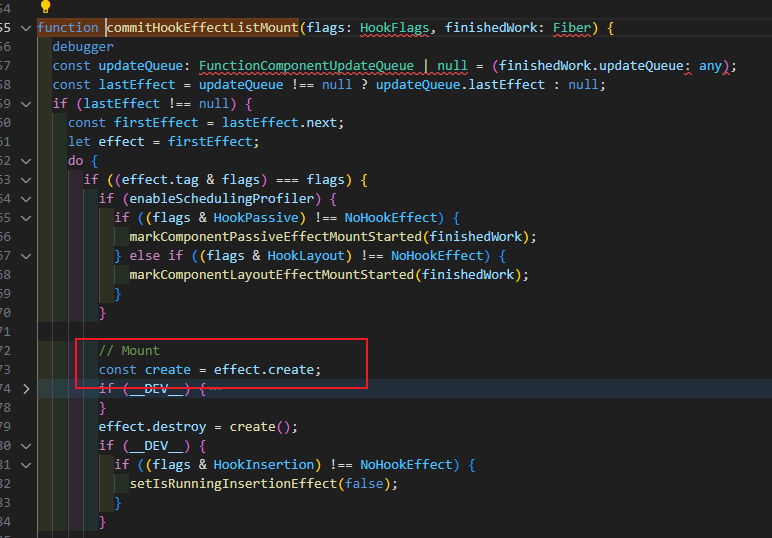 54
55 function commitHookEffectListMount(flags: HookFlags, finishedWork: Fiber) {
56 debugger
57 const updateQueue: FunctionComponentUpdateQueue | null = (finishedWork.updateQueue: any);
58 const lastEffect = updateQueue !== null ? updateQueue.lastEffect : null;
59 if (lastEffect !== null) {
60 const firstEffect = lastEffect.next;
61 let effect = firstEffect;
62 do {
63 if ((effect.tag & flags) === flags) {
64 if (enableSchedulingProfiler) {
65 if ((flags & HookPassive) !== NoHookEffect) {
66 markComponentPassiveEffectMountStarted(finishedWork);
67 } else if ((flags & HookLayout) !== NoHookEffect) {
68 markComponentLayoutEffectMountStarted(finishedWork);
69 }
70 }
71
72 // Mount
73 const create = effect.create;
74 if (__DEV__) {…
78 }
79 effect.destroy = create();
80 if (__DEV__) {
81 if ((flags & HookInsertion) !== NoHookEffect) {
82 setIsRunningInsertionEffect(false);
83 }
84 }